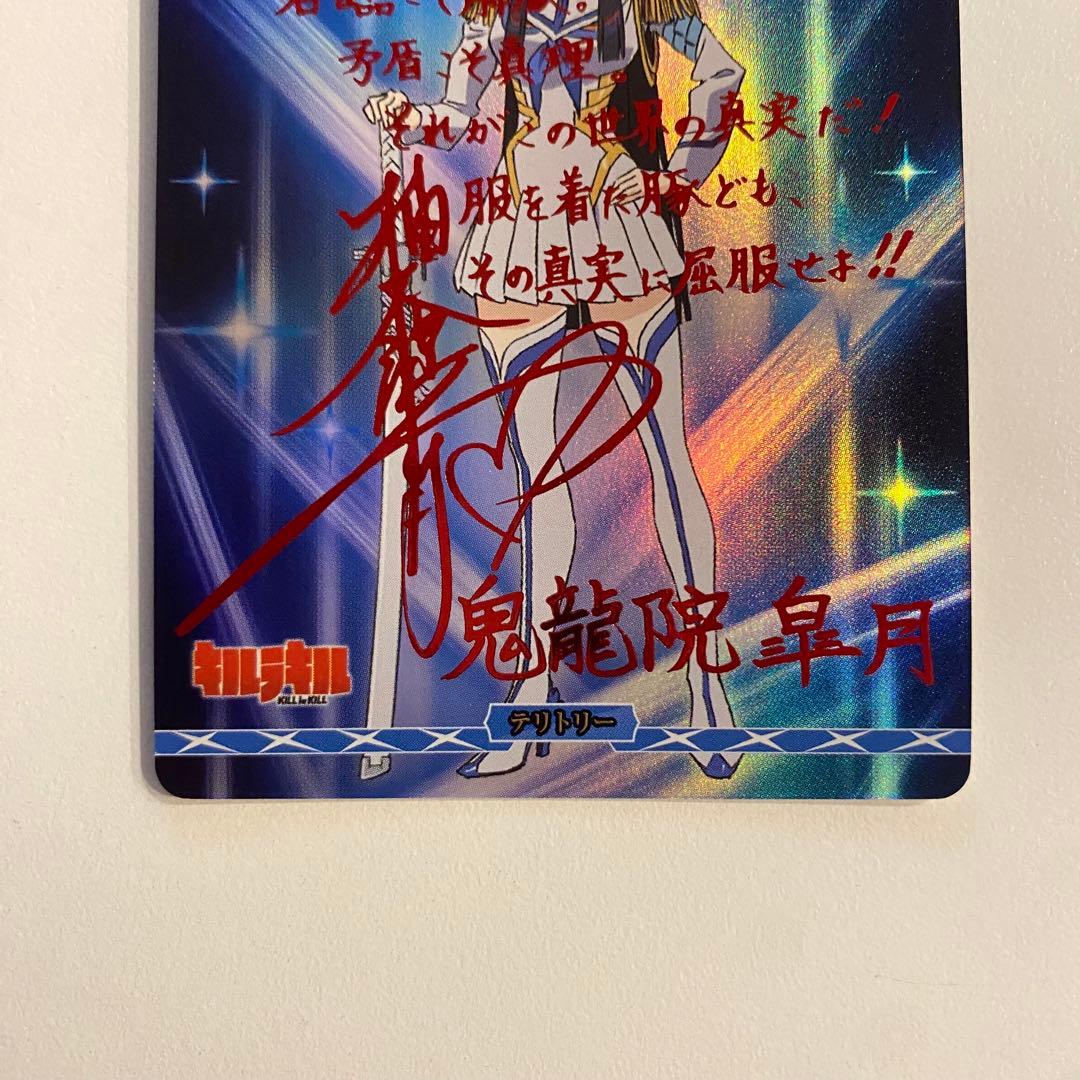 矛盾こそ真理。
それがこの世界の真実だ！
服を着た豚ども、
その真実に屈服せよ!!
鬼龍院 皐月
キルラキル
KILL la KILL
テリトリー